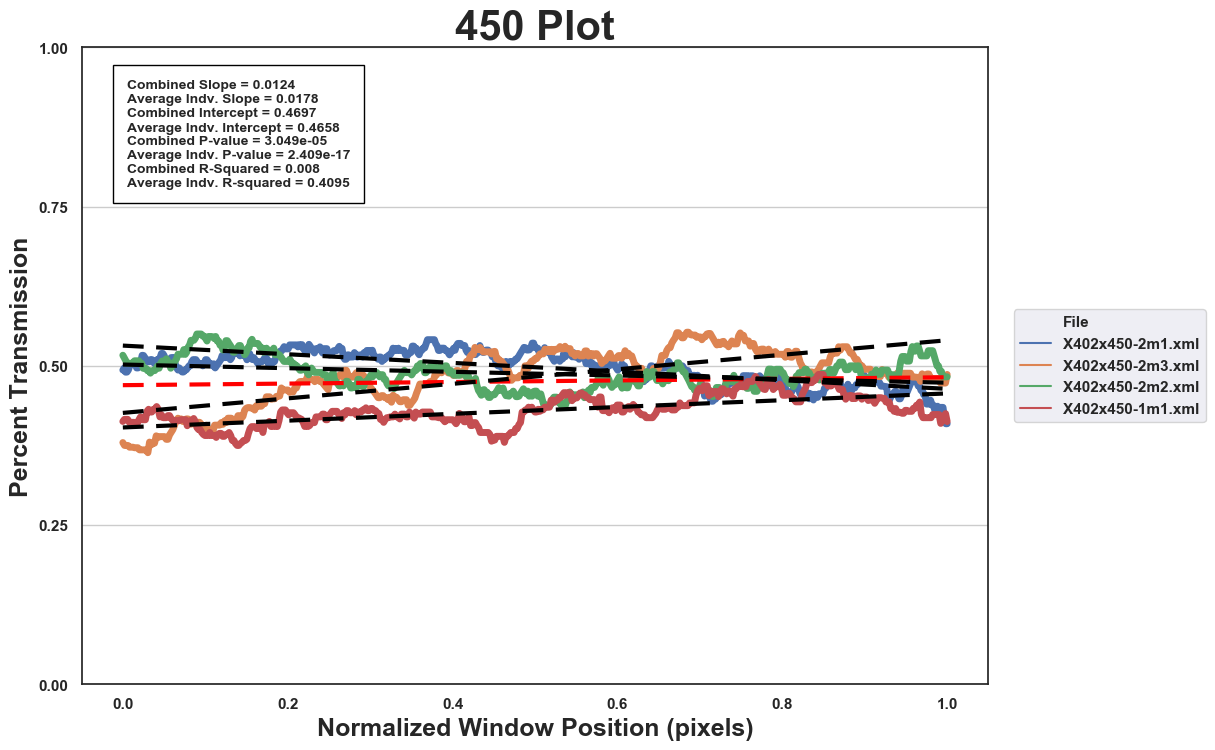 450 Plot
1.00
Combined Slope = 0.0124
Average Indv. Slope = 0.0178
Combined Intercept = 0.4697
Average Indv. Intercept = 0.4658
Combined P-value = 3.049e-05
Average Indv. P-value = 2.409e-17
Combined R-Squared = 0.008
Average Indv. R-squared = 0.4095
0.75
Percent Transmission
0.50
0.25
0.00
File
X402x450-2m1.xml
X402x450-2m3.xml
X402x450-2m2.xml
X402x450-1m1.xml
0.0 0.2 0.4 0.6 0.8 1.0
Normalized Window Position (pixels)